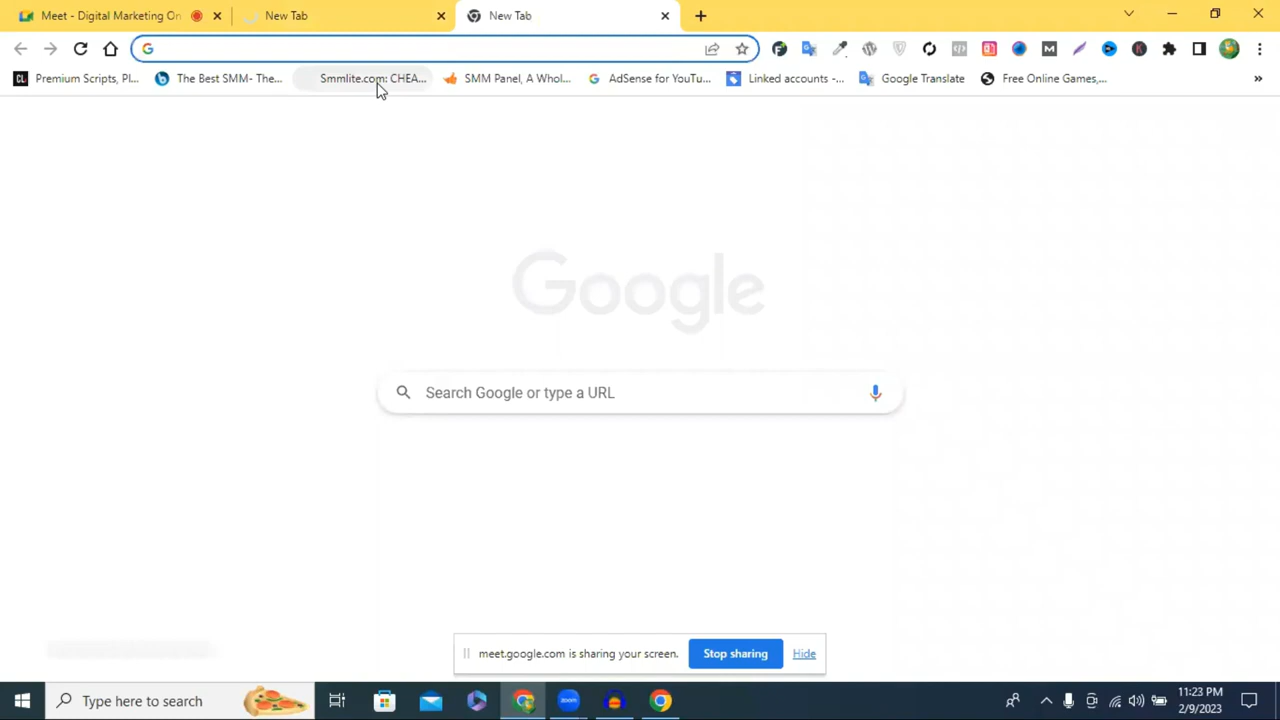 Meet - Digital Marketing On
New Tab
New Tab
Premium Scripts, Pl...
The Best SMM- The...
Smmlite.com: CHEA...
SMM Panel, A Whol...
AdSense for YouTu...
Linked accounts -...
Google Translate
Free Online Games,...
Google
Search Google or type a URL
meet.google.com is sharing your screen.
Stop sharing
Hide
Type here to search
zoom
11:23 PM
2/9/2023